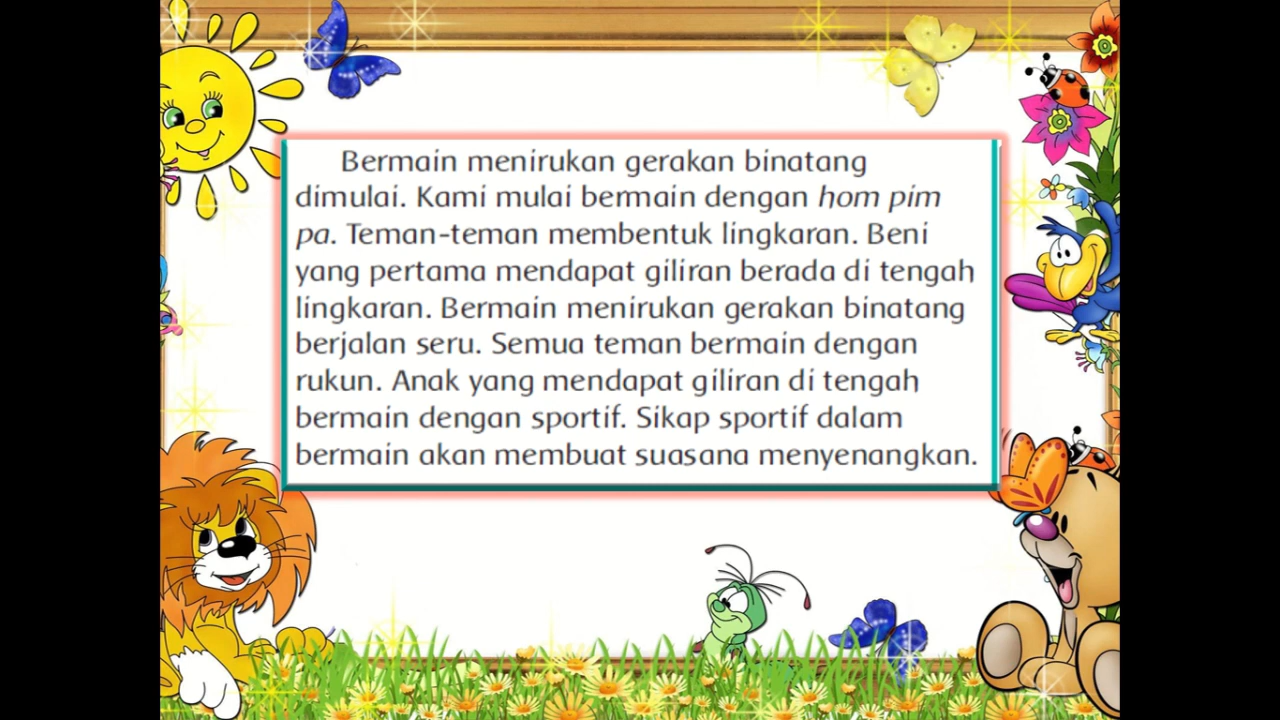 Bermain menirukan gerakan binatang
dimulai. Kami mulai bermain dengan hom pim
pa. Teman-teman membentuk lingkaran. Beni
yang pertama mendapat giliran berada di tengah
lingkaran. Bermain menirukan gerakan binatang
berjalan seru. Semua teman bermain dengan
rukun. Anak yang mendapat giliran di tengah
bermain dengan sportif. Sikap sportif dalam
bermain akan membuat suasana menyenangkan.